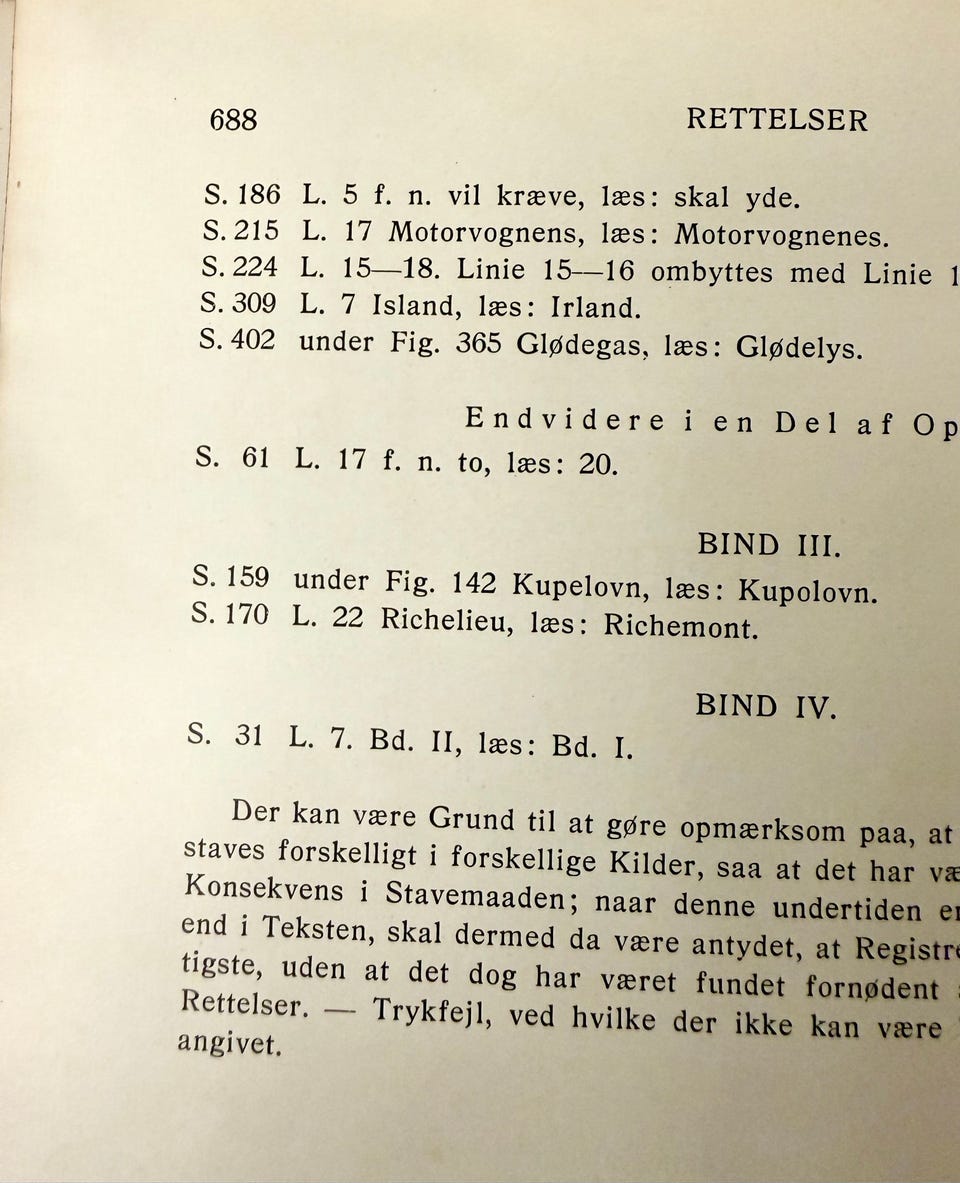 688 RETTELSER
S. 186 L. 5 f. n. vil kræve, læs: skal yde.
S. 215 L. 17 Motorvognens, læs: Motorvognenes.
S. 224 L. 15—18. Linie 15—16 ombyttes med Linie 1
S. 309 L. 7 Island, læs: Irland.
S. 402 under Fig. 365 Glødegas, læs: Glødelys.
Endvidere i en Del af Op
S. 61 L. 17 f. n. to, læs: 20.
BIND III.
S. 159 under Fig. 142 Kupelovn, læs: Kupolovn.
S. 170 L. 22 Richelieu, læs: Richemont.
BIND IV.
S. 31 L. 7. Bd. II, læs: Bd. I.
Der kan være Grund til at gøre opmærksom paa, at
staves forskelligt i forskellige Kilder, saa at det har væ
Konsekvens i Stavemaaden; naar denne undertiden er
end i Teksten, skal dermed da være antydet, at Registre
tigste, uden at det dog har været fundet fornødent
Rettelser. — Trykfejl, ved hvilke der ikke kan være
angivet.